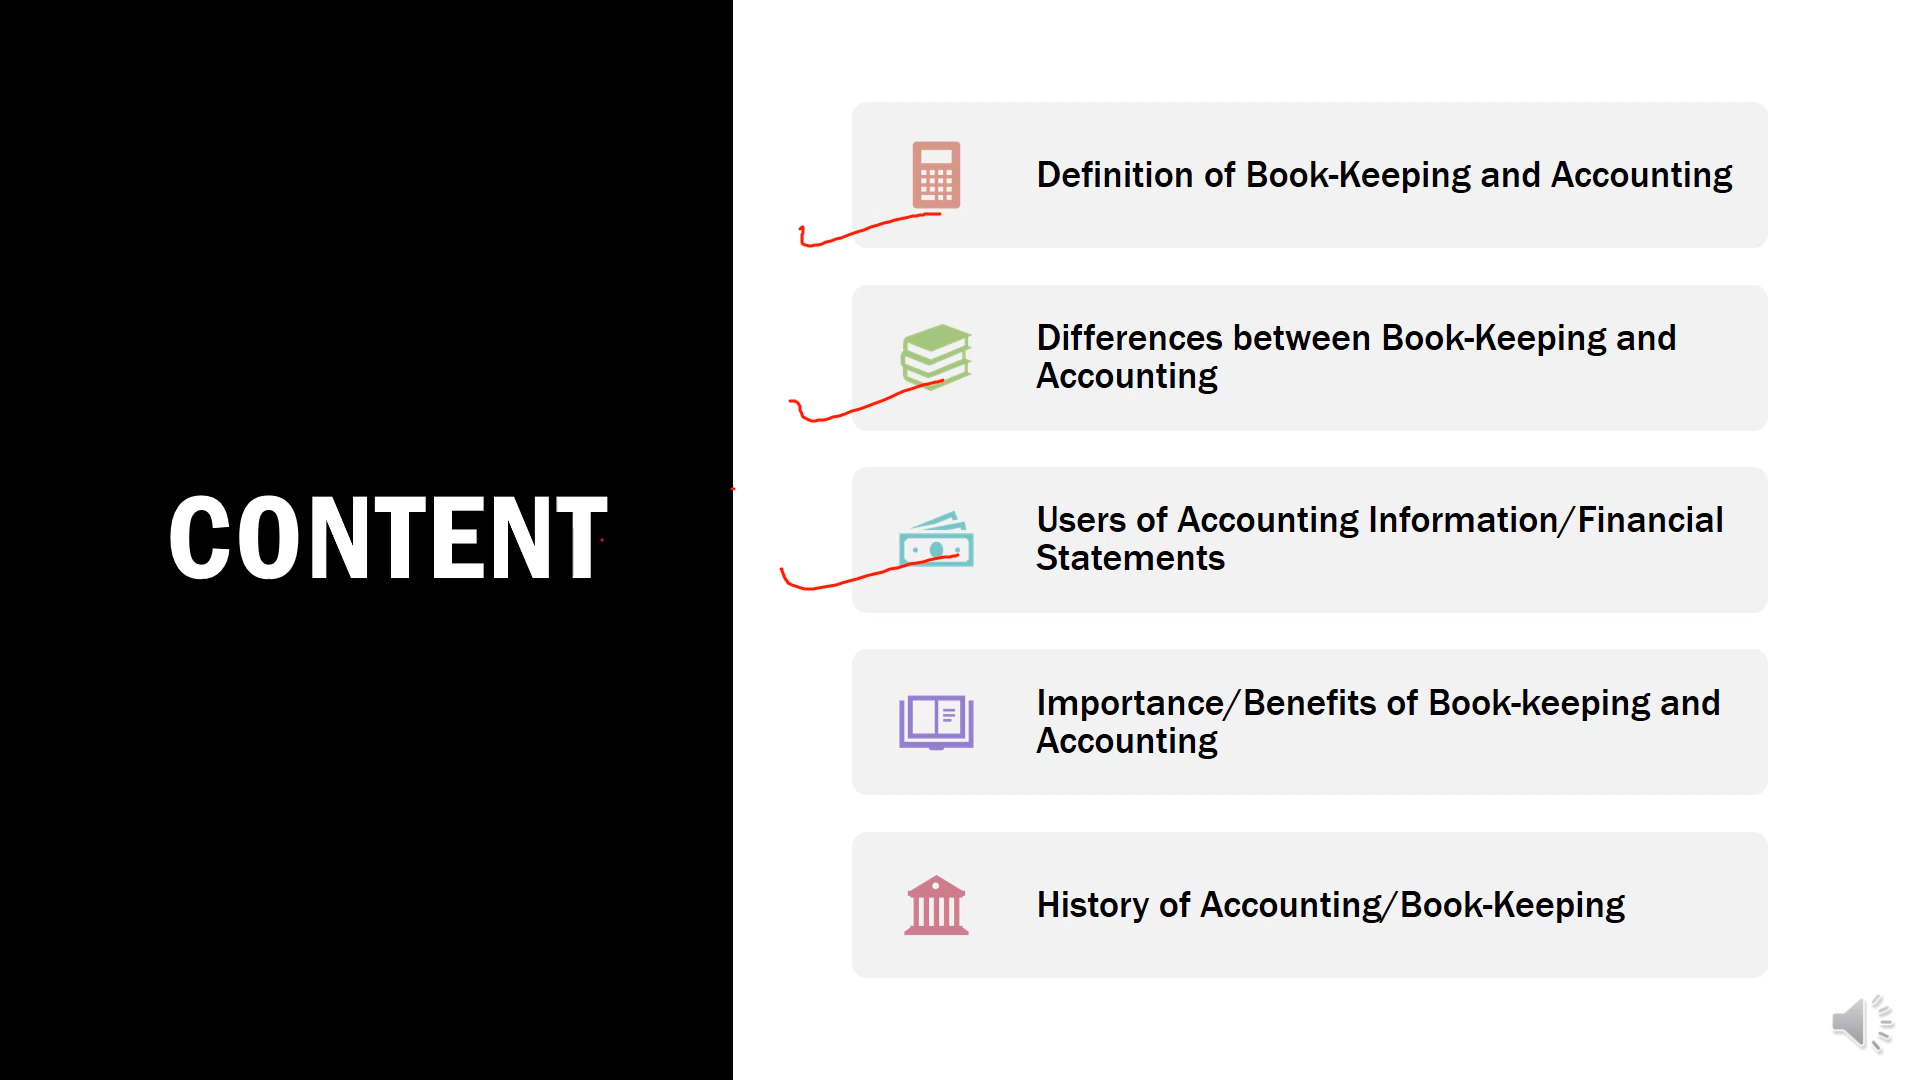 CONTENT
Definition of Book-Keeping and Accounting
Differences between Book-Keeping and
Accounting
Users of Accounting Information/Financial
Statements
Importance/Benefits of Book-keeping and
Accounting
History of Accounting/Book-Keeping